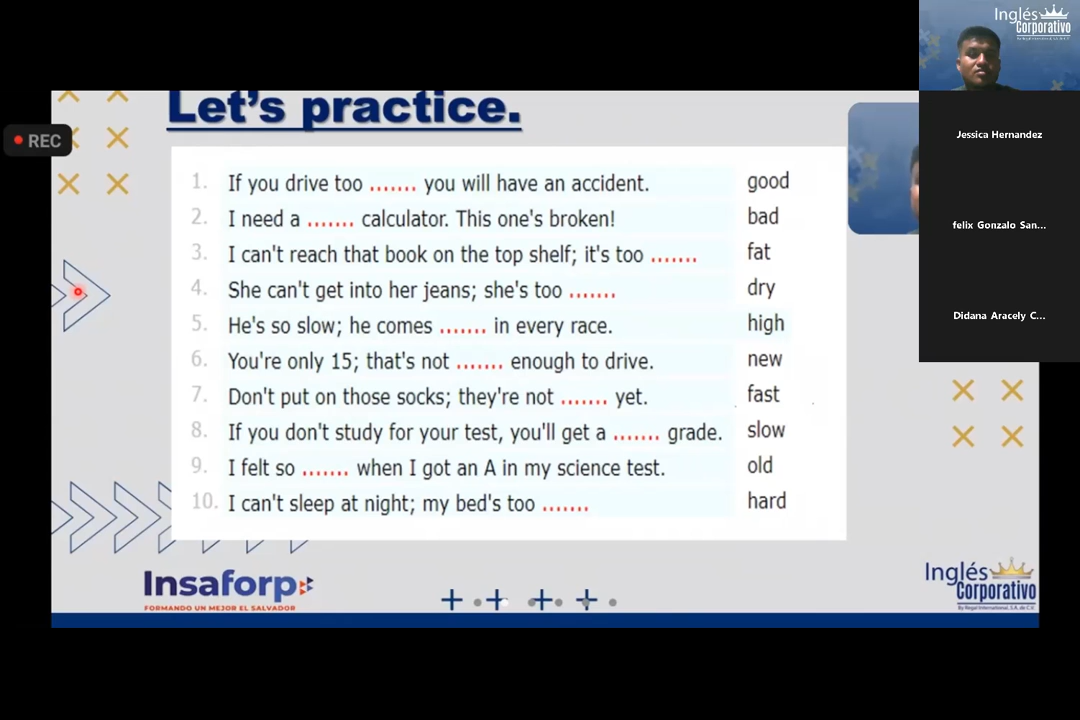 Inglés
Corporativo
Let's practice.
REC
Jessica Hernandez
felix Gonzalo San...
Didana Aracely C...
1. If you drive too ....... you will have an accident. good
2. I need a ....... calculator. This one's broken! bad
3. I can't reach that book on the top shelf; it's too ....... fat
4. She can't get into her jeans; she's too ....... dry
5. He's so slow; he comes ....... in every race. high
6. You're only 15; that's not ....... enough to drive. new
7. Don't put on those socks; they're not ....... yet. fast
8. If you don't study for your test, you'll get a ....... grade. slow
9. I felt so ....... when I got an A in my science test. old
10. I can't sleep at night; my bed's too ....... hard
Insaforp
FORMANDO UN MEJOR EL SALVADOR
Inglés
Corporativo
By Regal International, S.A. de C.V.